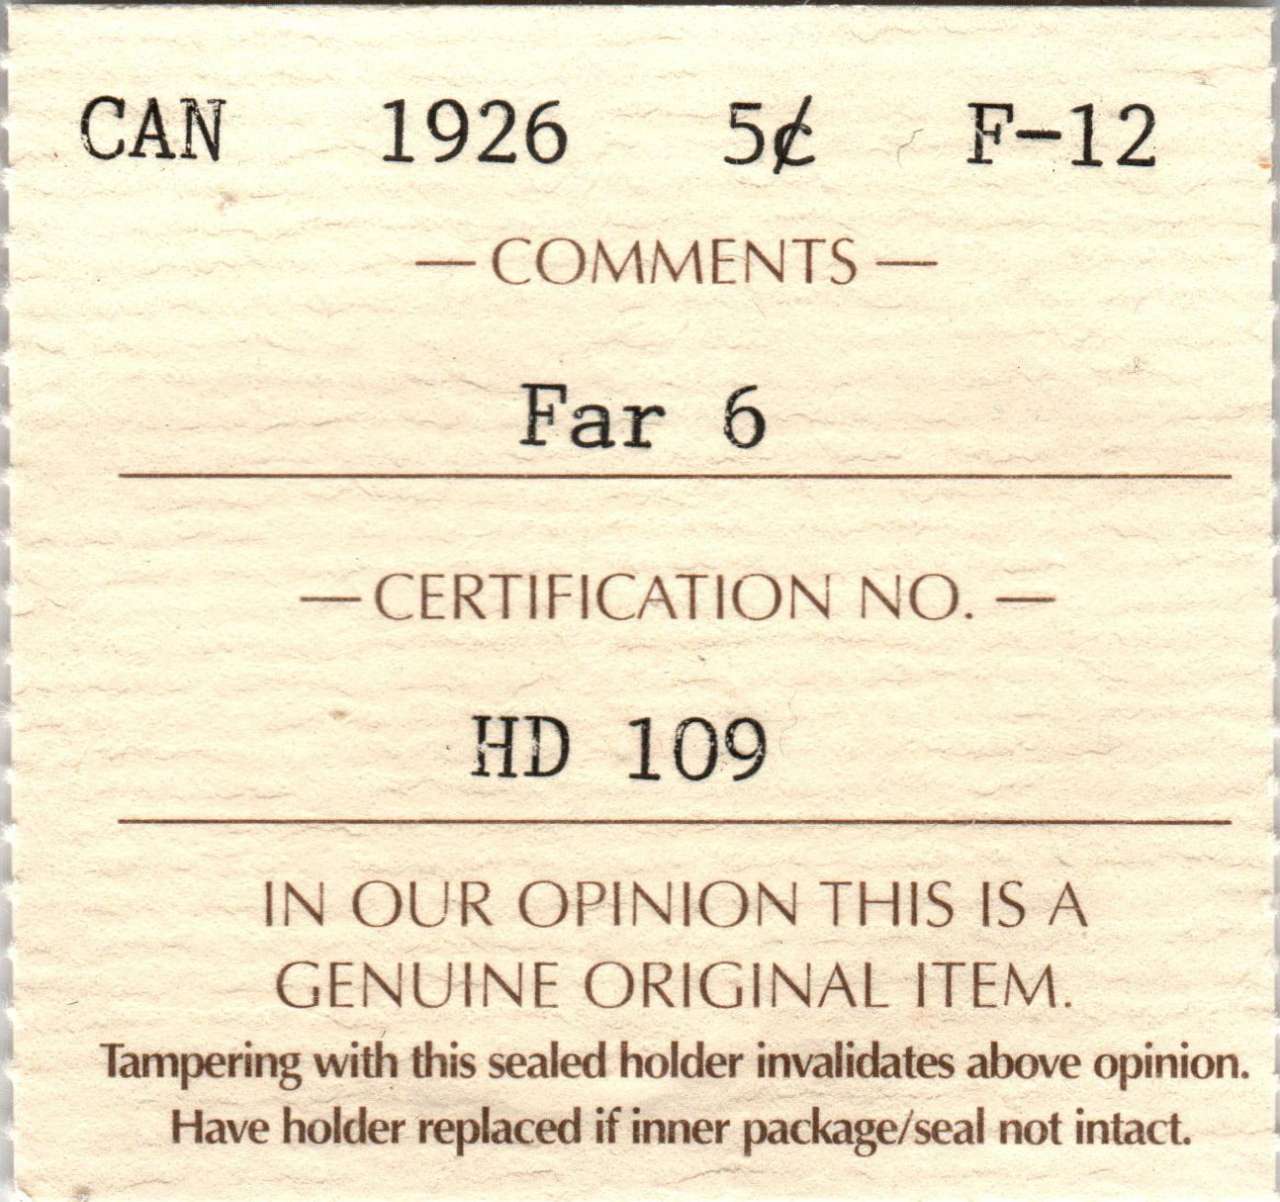 CAN 1926 5¢ F-12
— COMMENTS —
Far 6
— CERTIFICATION NO. —
HD 109
IN OUR OPINION THIS IS A
GENUINE ORIGINAL ITEM.
Tampering with this sealed holder invalidates above opinion.
Have holder replaced if inner package/seal not intact.